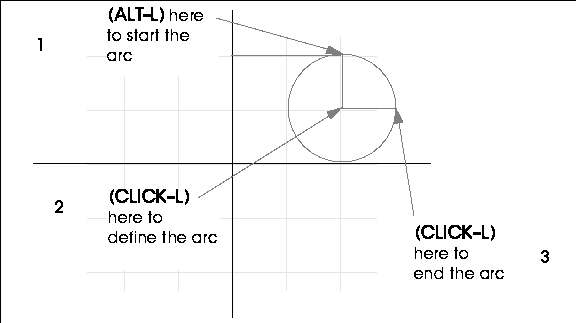 (ALT-L) here
to start the
arc
1
(CLICK-L)
here to
define the arc
2
(CLICK-L)
here to
end the arc
3